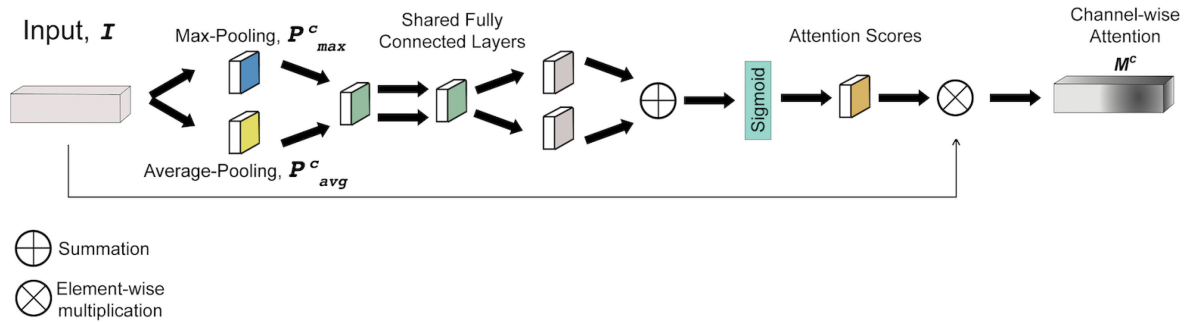 Input, I
Max-Pooling, P^c_max
Shared Fully
Connected Layers
Attention Scores
Channel-wise
Attention
M^c
Sigmoid
Average-Pooling, P^c_avg
Summation
Element-wise
multiplication